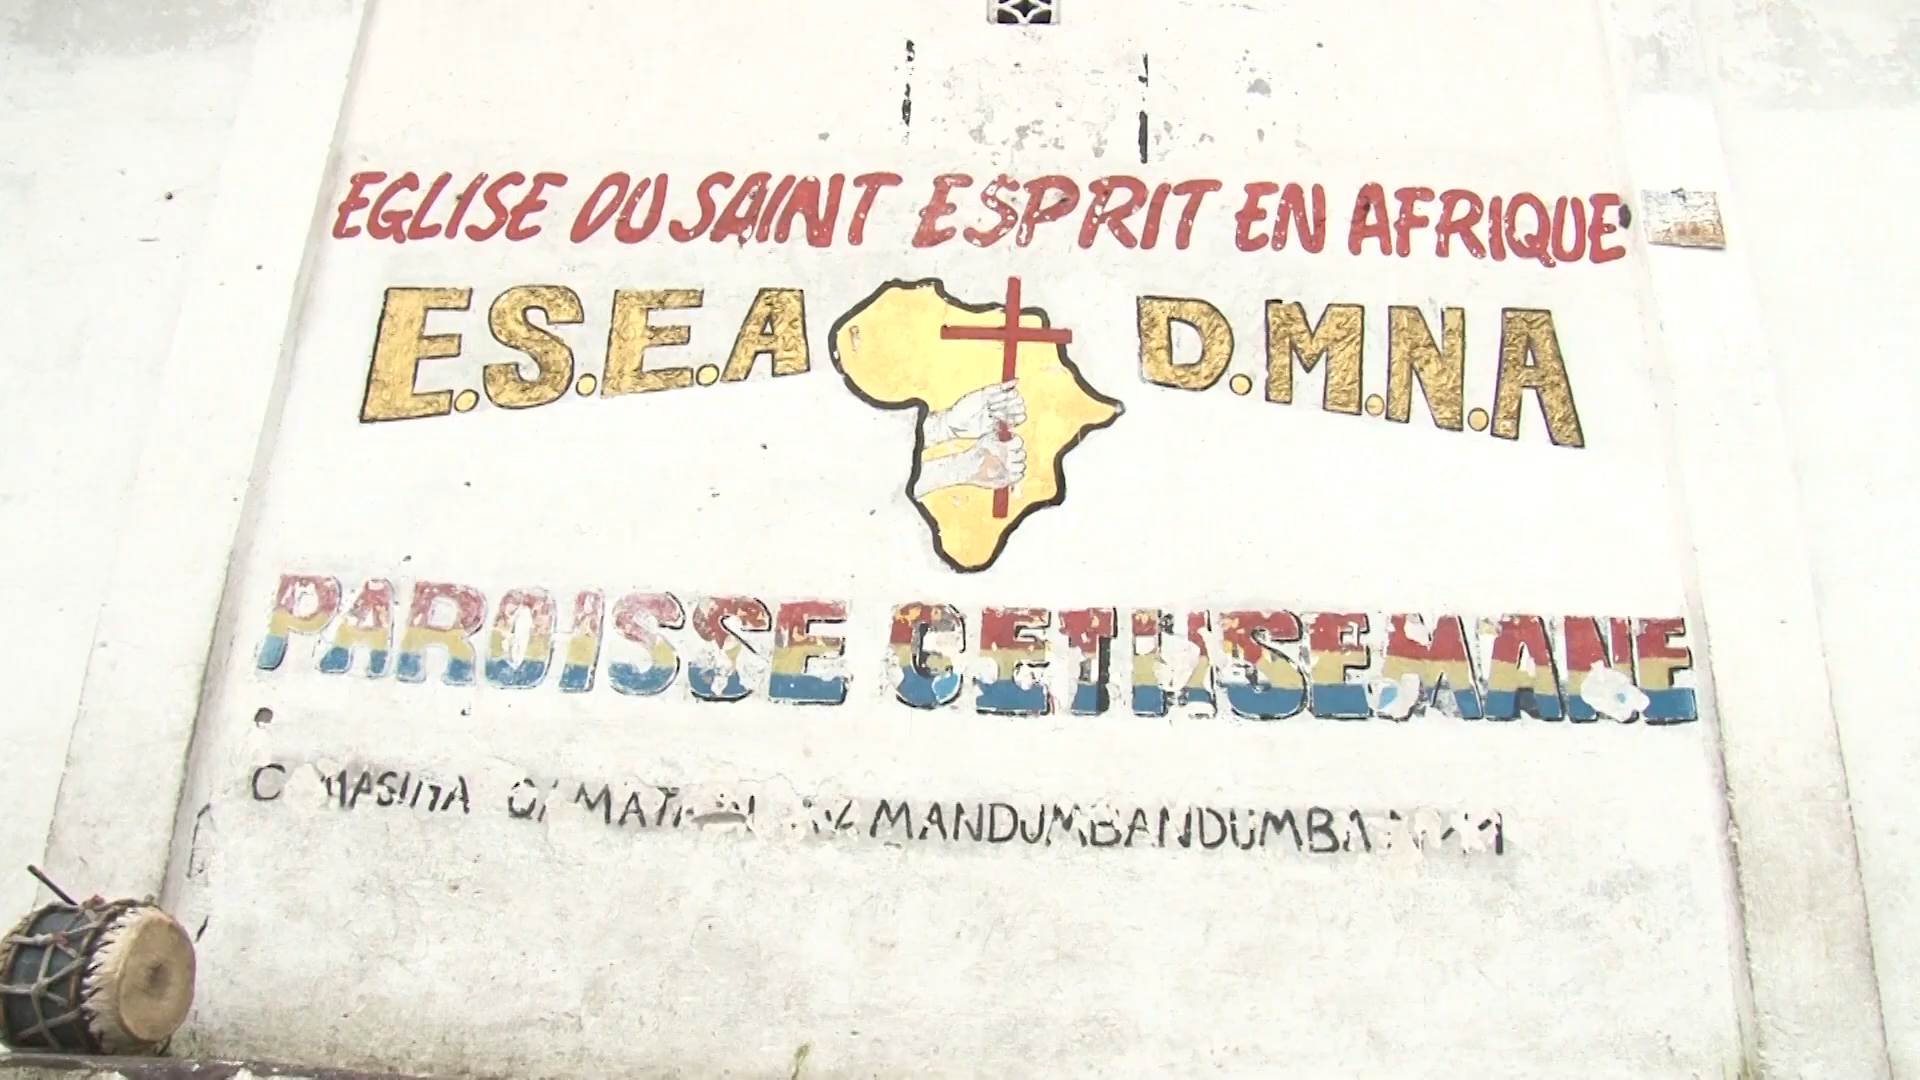 EGLISE DU SAINT ESPRIT EN AFRIQUE
E.S.E.A D.M.N.A
PAROISSE GETHSEMANE
MANDUMBANDUMBA